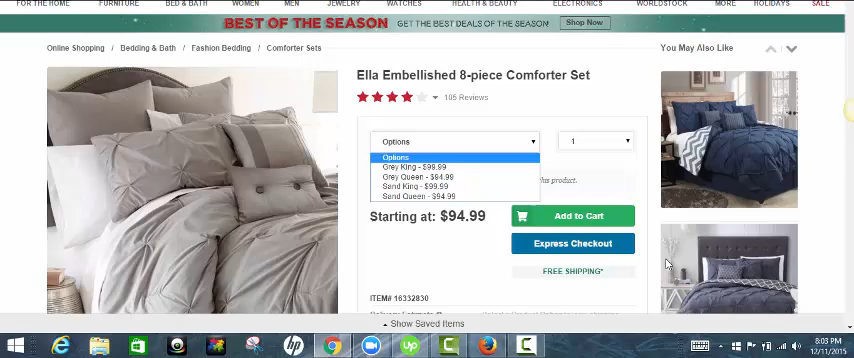 FOR THE HOME FURNITURE BED & BATH WOMEN MEN JEWELRY WATCHES HEALTH & BEAUTY ELECTRONICS WORLDSTOCK MORE HOLIDAYS SALE
BEST OF THE SEASON GET THE BEST DEALS OF THE SEASON Shop Now
Online Shopping / Bedding & Bath / Fashion Bedding / Comforter Sets
You May Also Like
Ella Embellished 8-piece Comforter Set
105 Reviews
Options 1
Options
Grey King - $99.99
Grey Queen - $94.99
Sand King - $99.99
Sand Queen - $94.99
this product.
Starting at: $94.99
Add to Cart
Express Checkout
FREE SHIPPING*
ITEM# 16332830
Show Saved Items
8:03 PM
12/11/2015